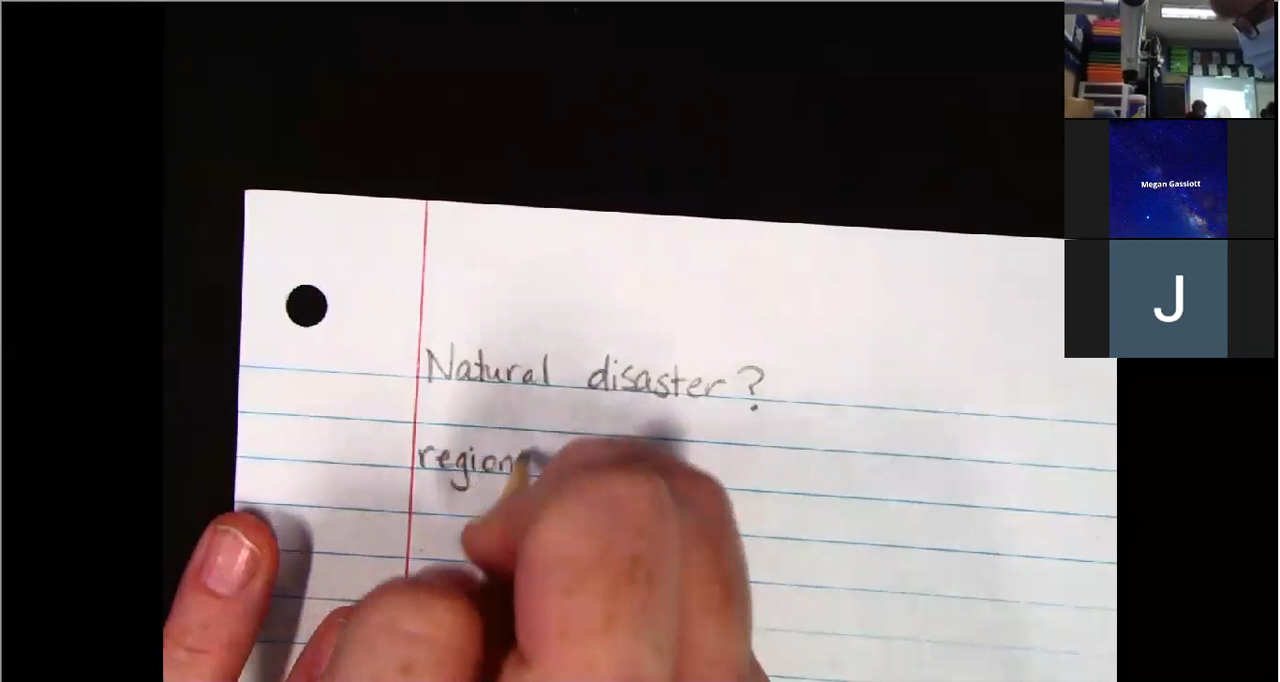 Natural disaster?
region
Megan Gassiott
J